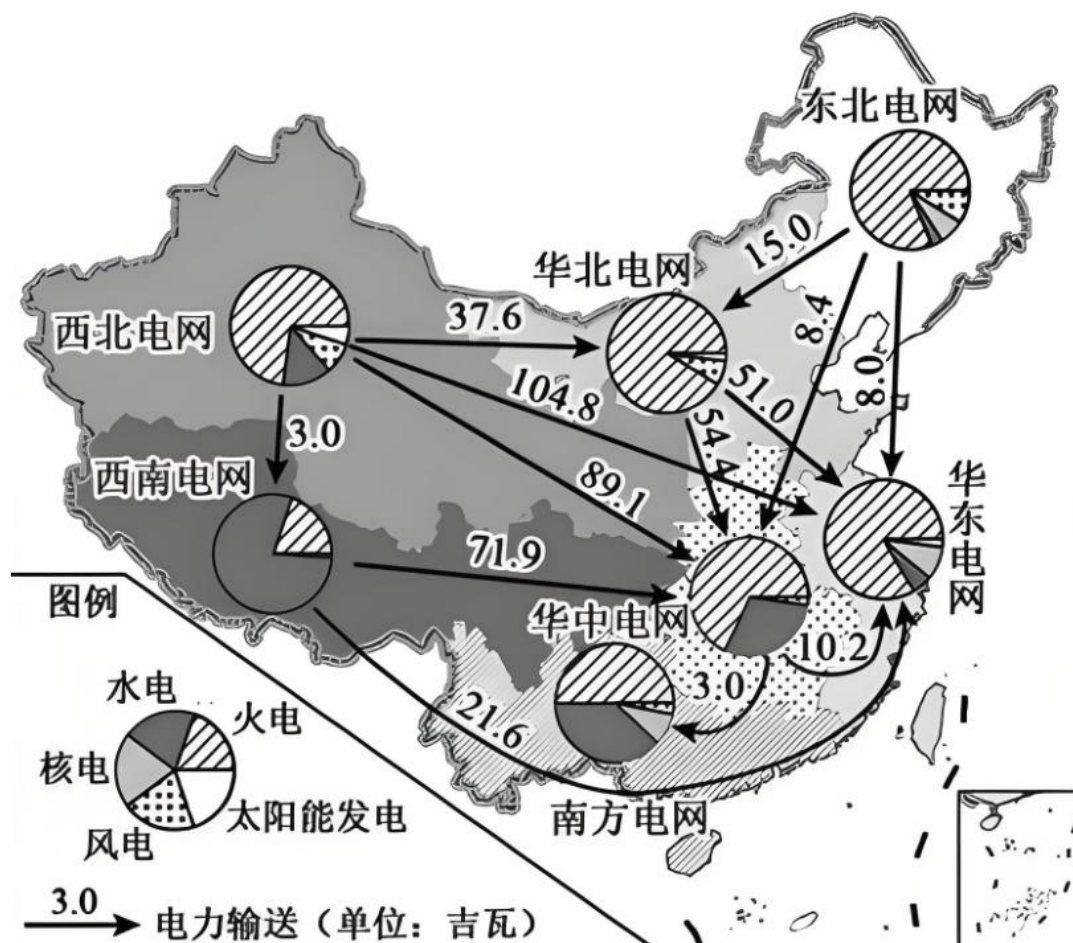 东北电网
15.0
华北电网
8.4
西北电网
37.6
8.0
104.8
51.0
54.4
3.0
西南电网
89.1
华东电网
71.9
图例
华中电网
10.2
3.0
水电
火电
21.6
核电
太阳能发电
南方电网
风电
3.0
电力输送（单位：吉瓦）